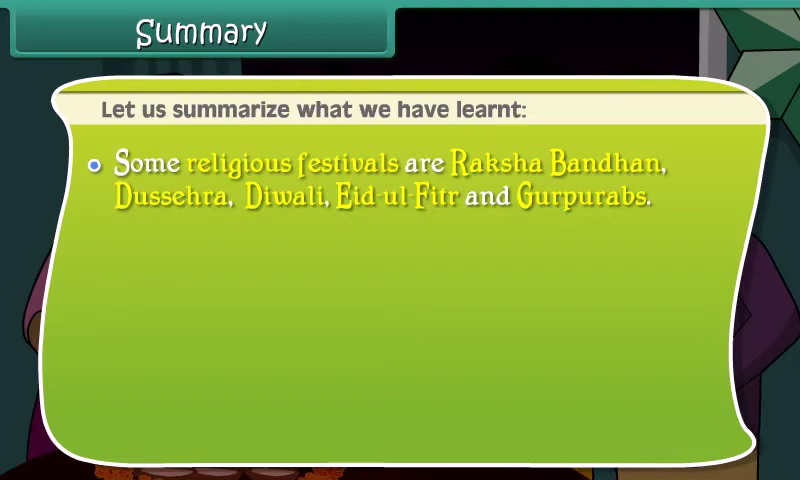 Summary
Let us summarize what we have learnt:
Some religious festivals are Raksha Bandhan,
Dussehra, Diwali, Eid-ul-Fitr and Gurpurabs.